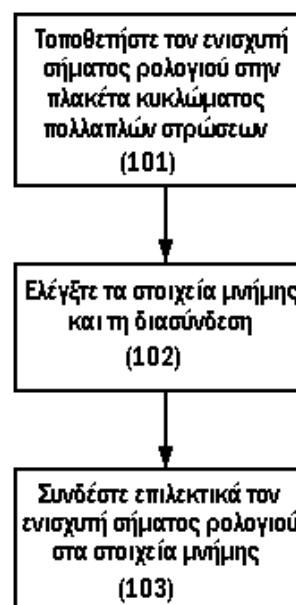 Τοποθετήστε τον ενισχυτή
σήματος ρολογιού στην
πλακέτα κυκλώματος
πολλαπλών στρώσεων
(101)
Ελέγξτε τα στοιχεία μνήμης
και τη διασύνδεση
(102)
Συνδέστε επιλεκτικά τον
ενισχυτή σήματος ρολογιού
στα στοιχεία μνήμης
(103)